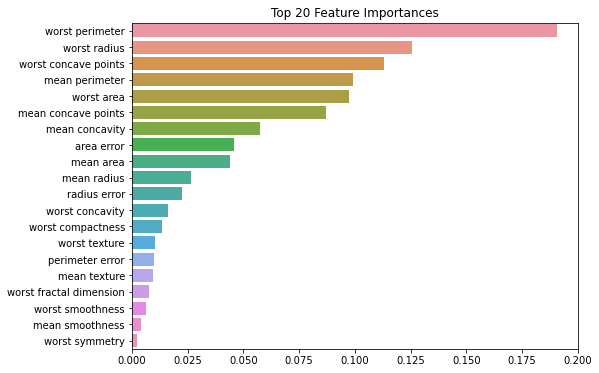 Top 20 Feature Importances
worst perimeter
worst radius
worst concave points
mean perimeter
worst area
mean concave points
mean concavity
area error
mean area
mean radius
radius error
worst concavity
worst compactness
worst texture
perimeter error
mean texture
worst fractal dimension
worst smoothness
mean smoothness
worst symmetry
0.000 0.025 0.050 0.075 0.100 0.125 0.150 0.175 0.200